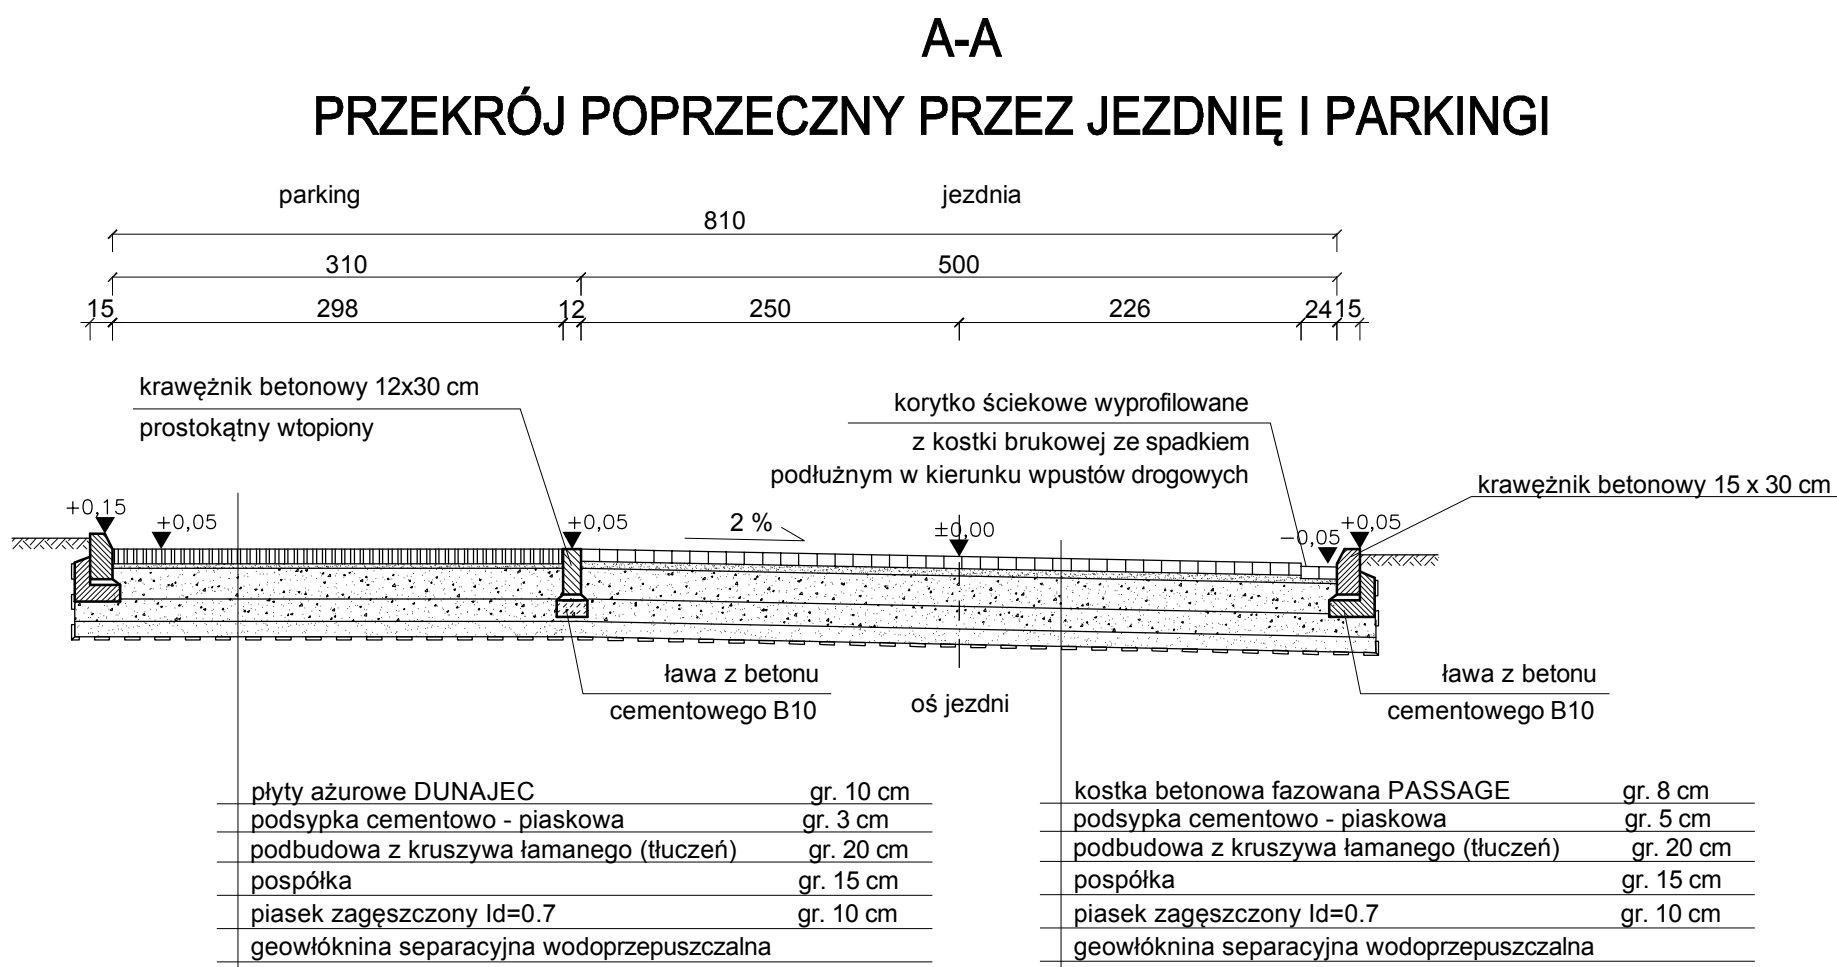 A-A
PRZEKRÓJ POPRZECZNY PRZEZ JEZDNIĘ I PARKINGI
parking jezdnia
810
310 500
15 298 12 250 226 24 15
krawężnik betonowy 12x30 cm
prostokątny wtopiony
korytko ściekowe wyprofilowane
z kostki brukowej ze spadkiem
podłużnym w kierunku wpustów drogowych
krawężnik betonowy 15 x 30 cm
+0,15 +0,05 +0,05 2 % ±0,00 -0,05 +0,05
ława z betonu
cementowego B10
oś jezdni
ława z betonu
cementowego B10
płyty ażurowe DUNAJEC gr. 10 cm
podsypka cementowo - piaskowa gr. 3 cm
podbudowa z kruszywa łamanego (tłuczeń) gr. 20 cm
pospółka gr. 15 cm
piasek zagęszczony Id=0.7 gr. 10 cm
geowłóknina separacyjna wodoprzepuszczalna
kostka betonowa fazowana PASSAGE gr. 8 cm
podsypka cementowo - piaskowa gr. 5 cm
podbudowa z kruszywa łamanego (tłuczeń) gr. 20 cm
pospółka gr. 15 cm
piasek zagęszczony Id=0.7 gr. 10 cm
geowłóknina separacyjna wodoprzepuszczalna